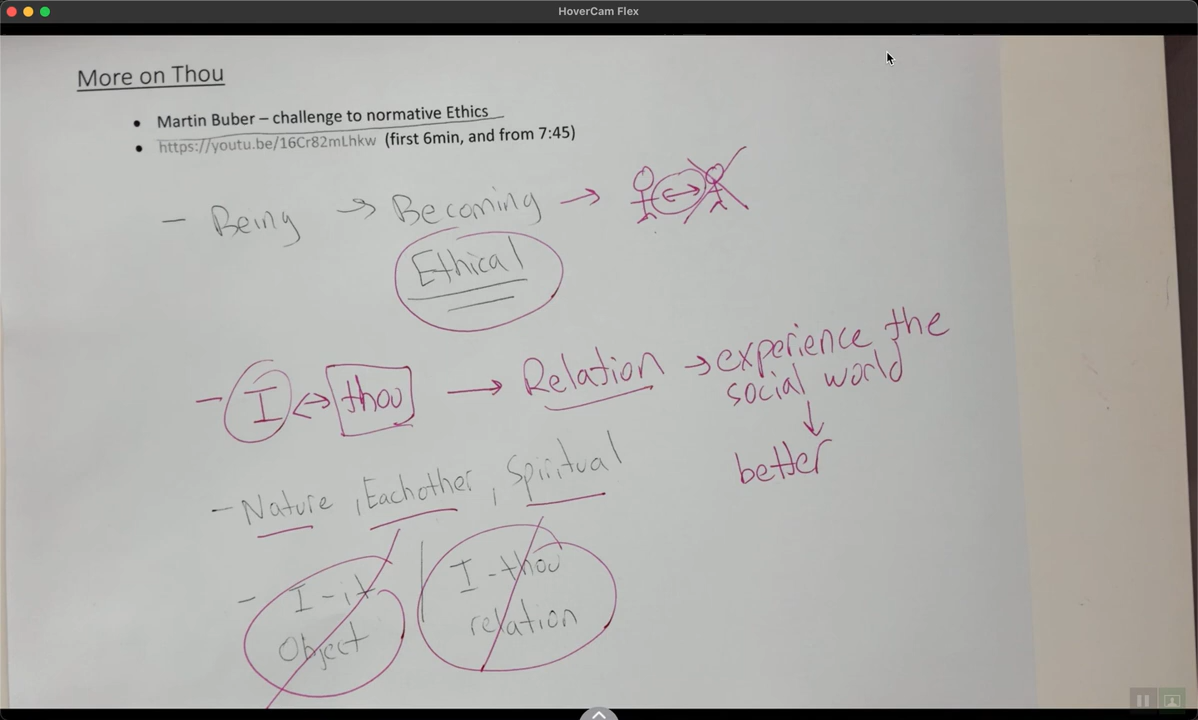 HoverCam Flex
More on Thou
• Martin Buber – challenge to normative Ethics
• https://youtu.be/16Cr82mLhkw (first 6min, and from 7:45)
- Being → Becoming →
Ethical
- I ↔ thou → Relation → experience the
social world
↓
better
- Nature, Eachother, Spiritual
- I-it I-thou
Object relation